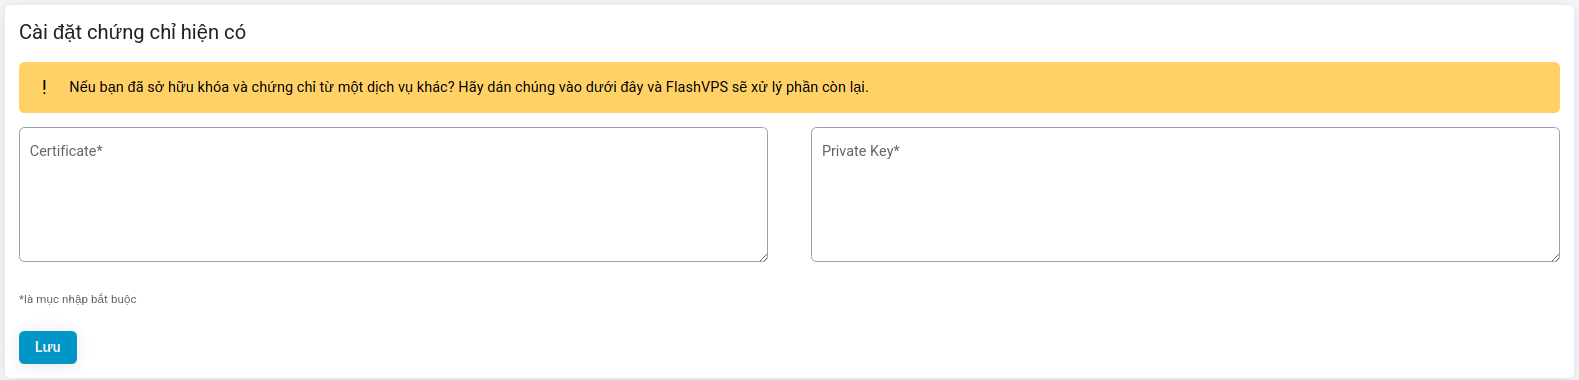 Cài đặt chứng chỉ hiện có
! Nếu bạn đã sở hữu khóa và chứng chỉ từ một dịch vụ khác? Hãy dán chúng vào dưới đây và FlashVPS sẽ xử lý phần còn lại.
Certificate*
Private Key*
*là mục nhập bắt buộc
Lưu